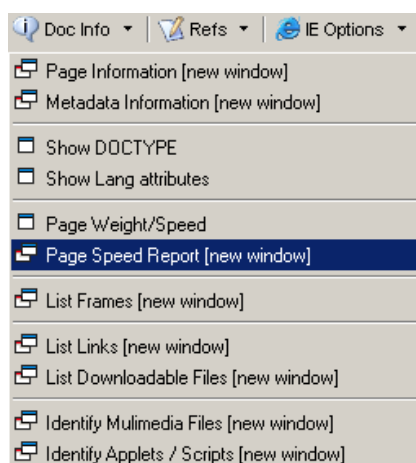 Doc Info Refs IE Options
Page Information [new window]
Metadata Information [new window]
Show DOCTYPE
Show Lang attributes
Page Weight/Speed
Page Speed Report [new window]
List Frames [new window]
List Links [new window]
List Downloadable Files [new window]
Identify Mulimedia Files [new window]
Identify Applets / Scripts [new window]